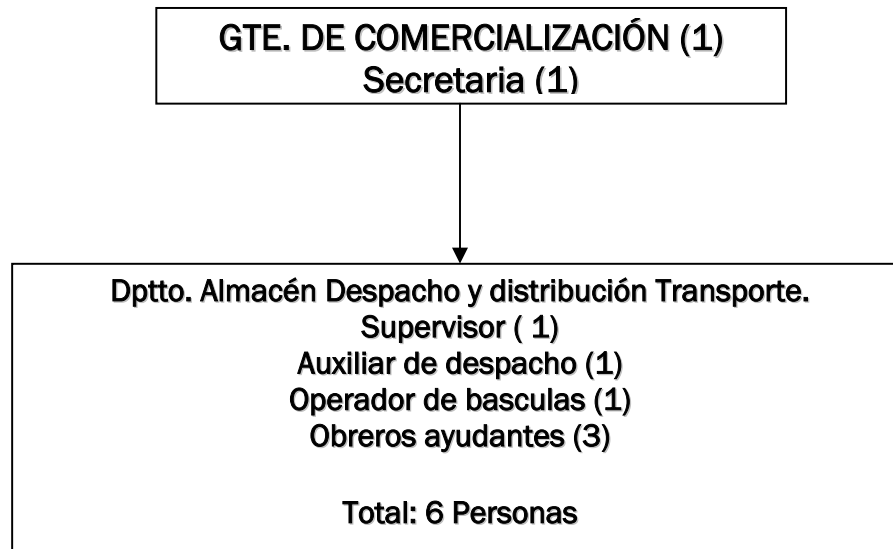 GTE. DE COMERCIALIZACIÓN (1)
Secretaria (1)
Dptto. Almacén Despacho y distribución Transporte.
Supervisor ( 1)
Auxiliar de despacho (1)
Operador de basculas (1)
Obreros ayudantes (3)
Total: 6 Personas